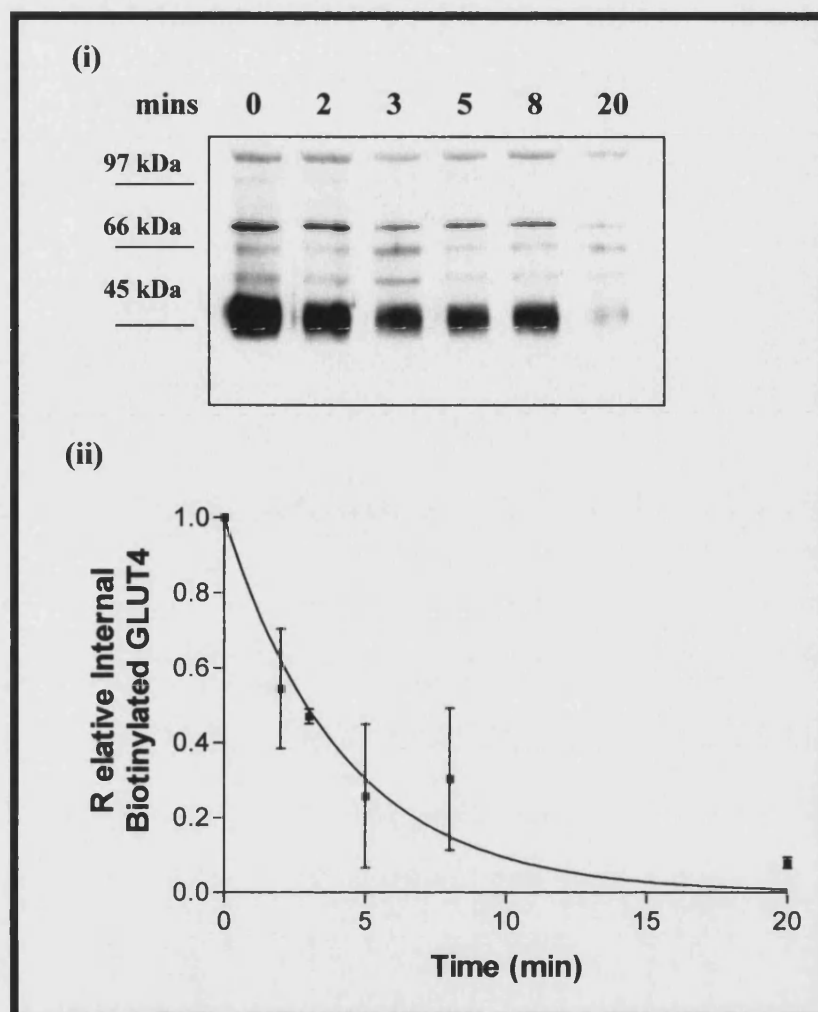 (i)
mins 0 2 3 5 8 20
97 kDa
66 kDa
45 kDa
(ii)
R elative Internal
Biotinylated GLUT4
1.0
0.8
0.6
0.4
0.2
0.0
0 5 10 15 20
Time (min)